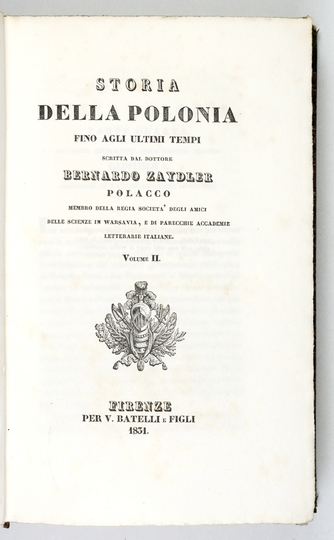 STORIA
DELLA POLONIA
FINO AGLI ULTIMI TEMPI
SCRITTA DAL DOTTORE
BERNARDO ZAYDLER
POLACCO
MEMBRO DELLA REGIA SOCIETA' DEGLI AMICI
DELLE SCIENZE IN WARSAVIA, E DI PARECCHIE ACCADEMIE
LETTERARIE ITALIANE.
VOLUME II.
FIRENZE
PER V. BATELLI E FIGLI
1831.